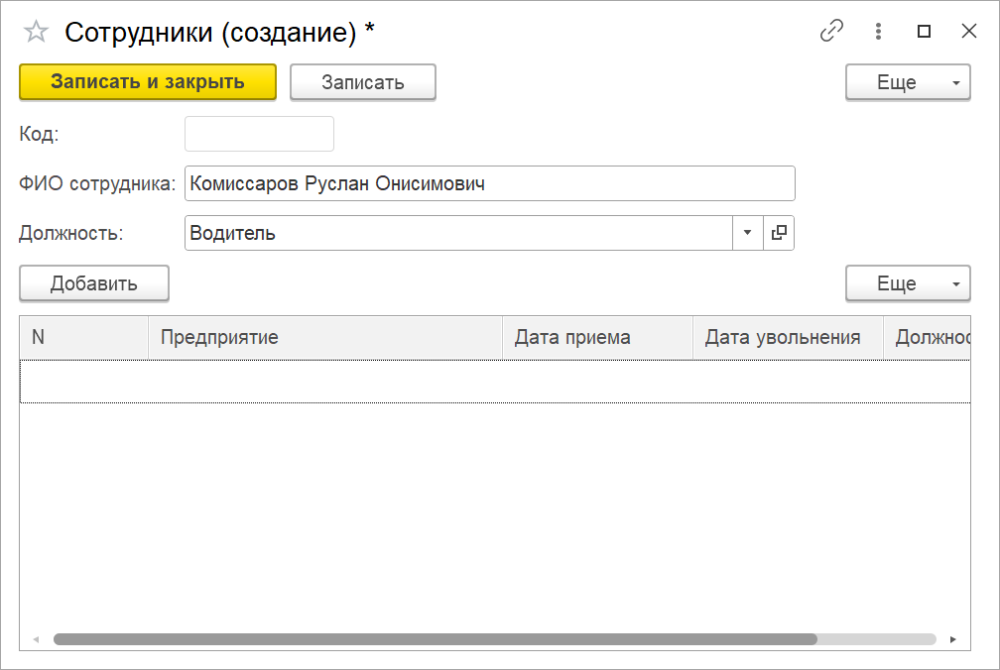 Сотрудники (создание) *
Записать и закрыть Записать Еще
Код:
ФИО сотрудника: Комиссаров Руслан Онисимович
Должность: Водитель
Добавить Еще
N Предприятие Дата приема Дата увольнения Должнос